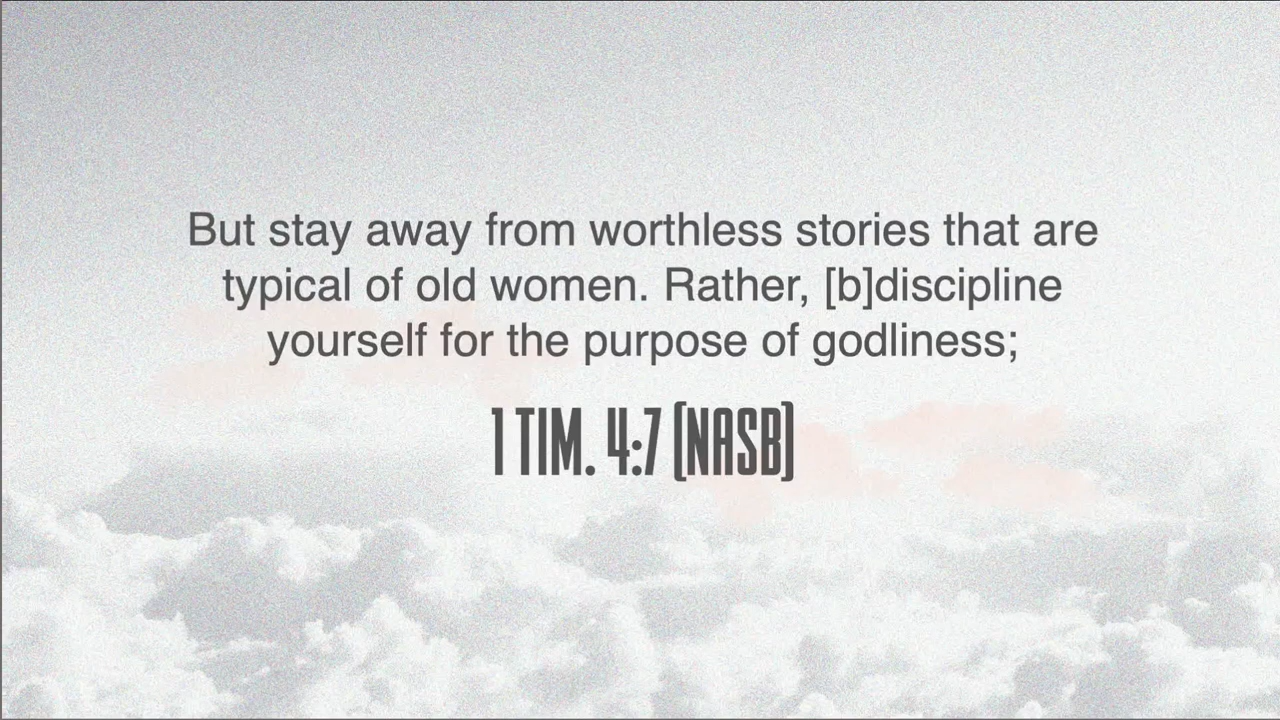 But stay away from worthless stories that are
typical of old women. Rather, [b]discipline
yourself for the purpose of godliness;
1 TIM. 4:7 (NASB)